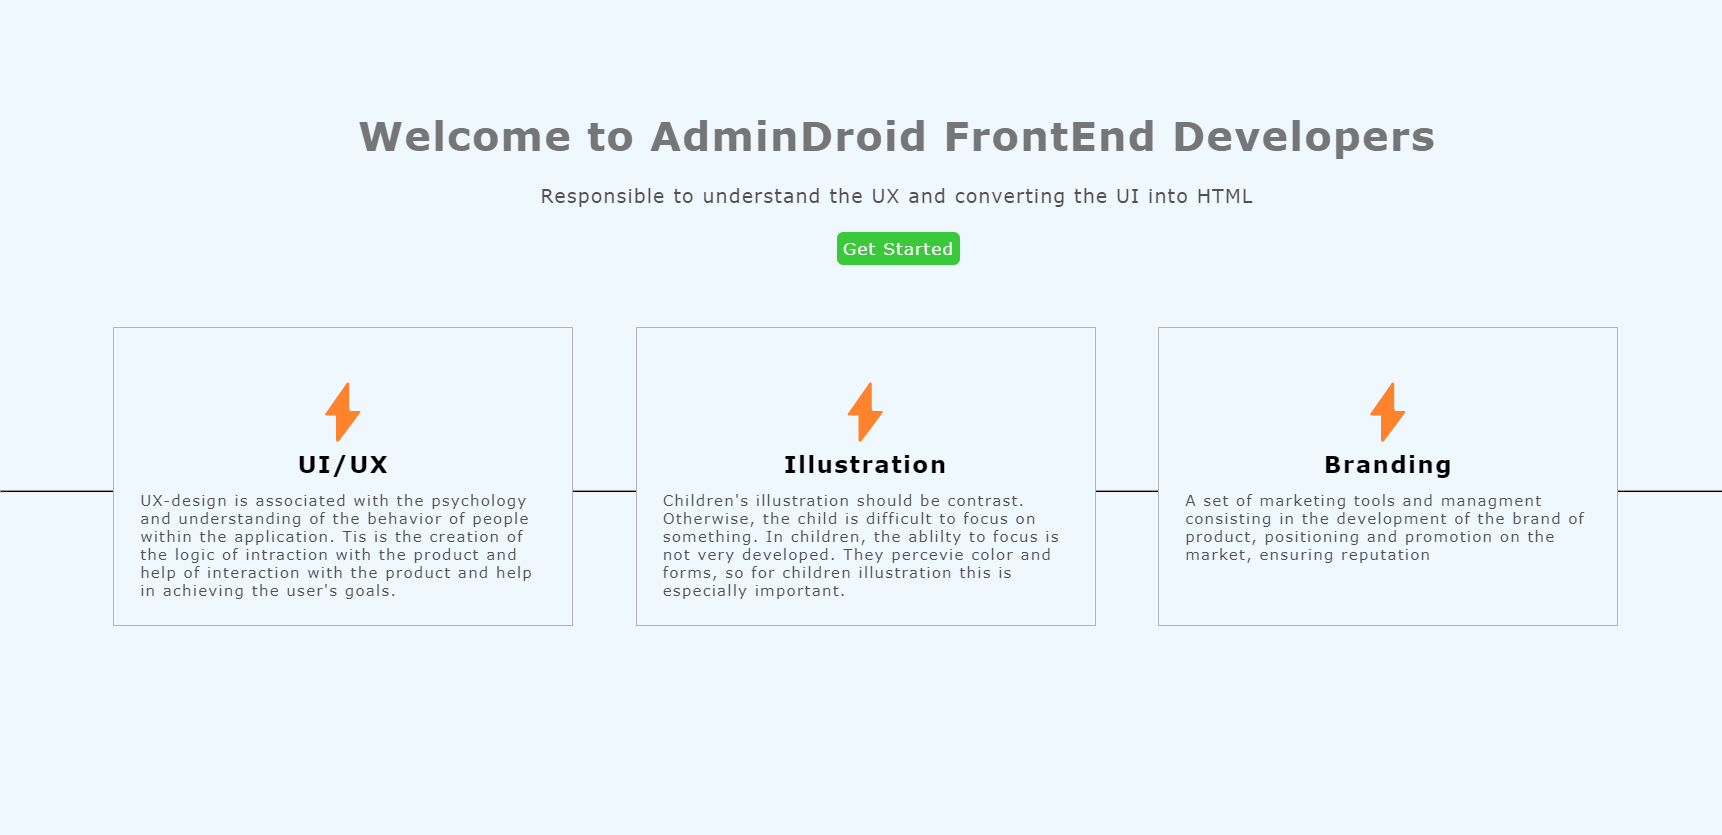 Welcome to AdminDroid FrontEnd Developers
Responsible to understand the UX and converting the UI into HTML
Get Started
UI/UX
UX-design is associated with the psychology
and understanding of the behavior of people
within the application. Tis is the creation of
the logic of intraction with the product and
help of interaction with the product and help
in achieving the user's goals.
Illustration
Children's illustration should be contrast.
Otherwise, the child is difficult to focus on
something. In children, the ablilty to focus is
not very developed. They percevie color and
forms, so for children illustration this is
especially important.
Branding
A set of marketing tools and managment
consisting in the development of the brand of
product, positioning and promotion on the
market, ensuring reputation